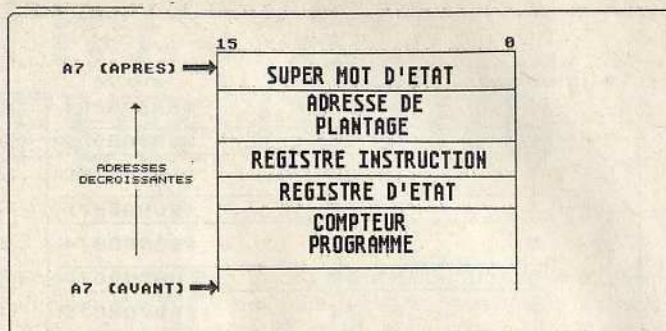 15 0
A7 (APRES)
SUPER MOT D'ETAT
ADRESSE DE
PLANTAGE
ADRESSES
DECROISSANTES
REGISTRE INSTRUCTION
REGISTRE D'ETAT
COMPTEUR
PROGRAMME
A7 (AVANT)